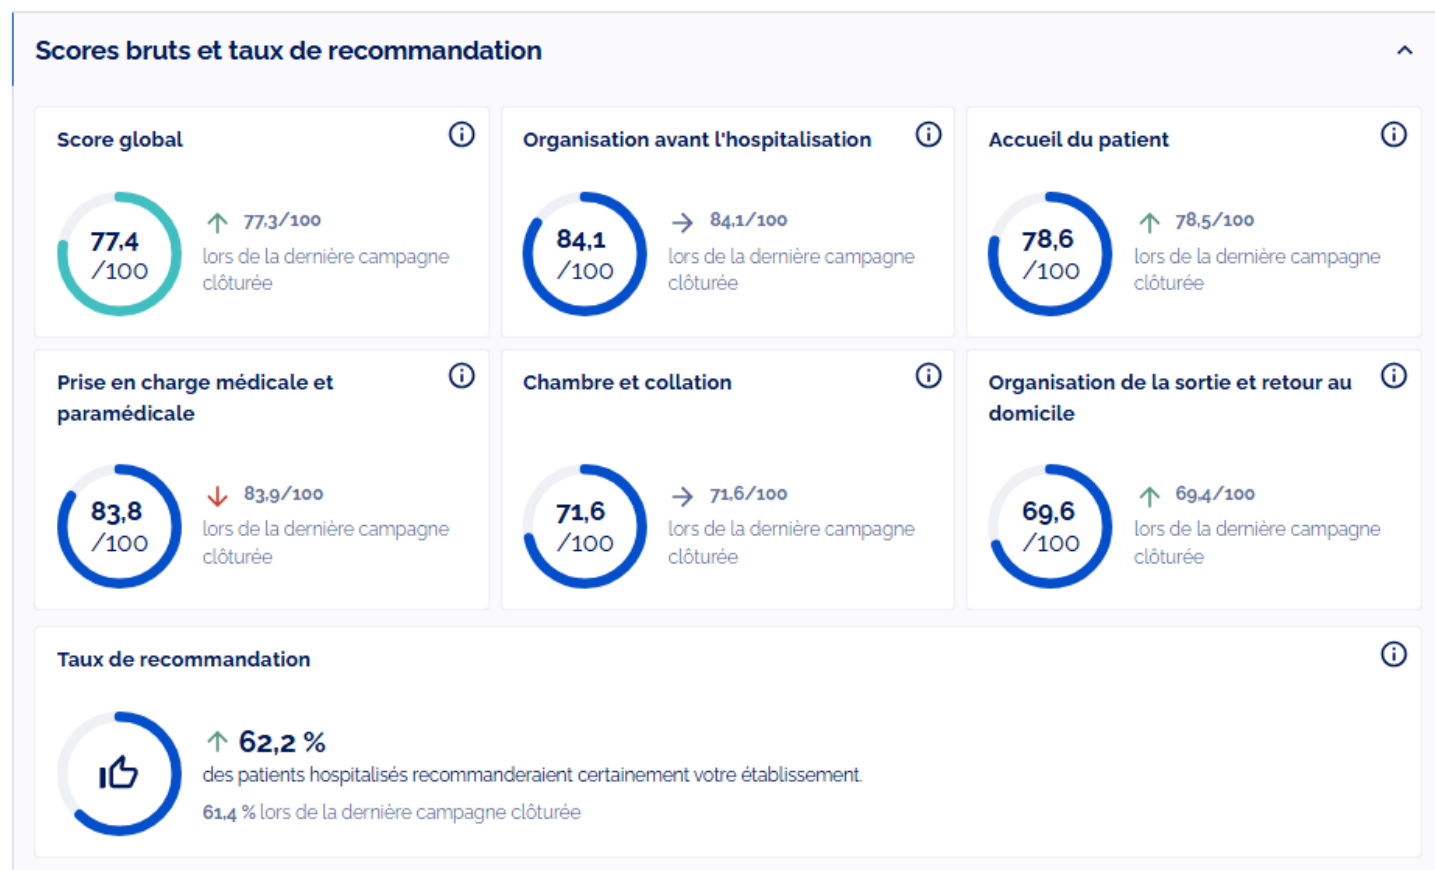 Scores bruts et taux de recommandation
Score global
77,4
/100
77,3/100
lors de la dernière campagne
clôturée
Organisation avant l'hospitalisation
84,1
/100
84,1/100
lors de la dernière campagne
clôturée
Accueil du patient
78,6
/100
78,5/100
lors de la dernière campagne
clôturée
Prise en charge médicale et
paramédicale
83,8
/100
83,9/100
lors de la dernière campagne
clôturée
Chambre et collation
71,6
/100
71,6/100
lors de la dernière campagne
clôturée
Organisation de la sortie et retour au
domicile
69,6
/100
69,4/100
lors de la dernière campagne
clôturée
Taux de recommandation
62,2 %
des patients hospitalisés recommanderaient certainement votre établissement.
61,4 % lors de la dernière campagne clôturée